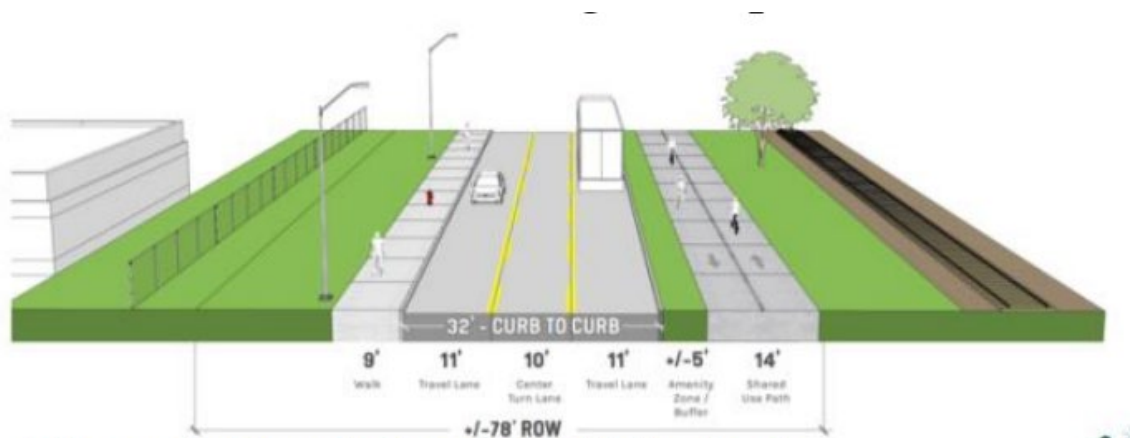 32' - CURB TO CURB
9' 11' 10' 11' +/-5' 14'
Walk Travel Lane Center Turn Lane Travel Lane Amenity Zone / Buffer Shared Use Path
+/-78' ROW